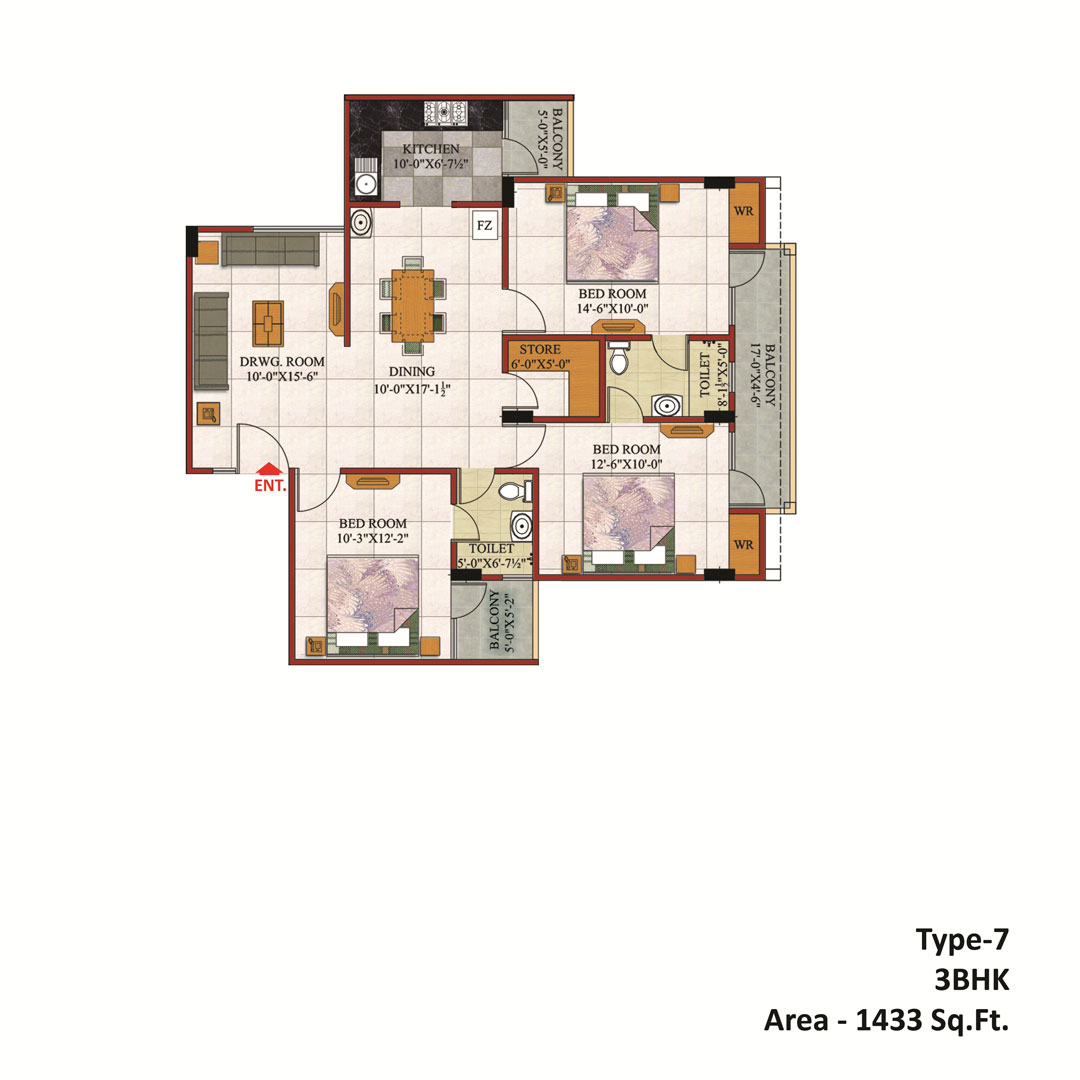 KITCHEN
10'-0"X6'-7½"
BALCONY
5'-0"X5'-0"
FZ
WR
BED ROOM
14'-6"X10'-0"
DRWG. ROOM
10'-0"X15'-6"
DINING
10'-0"X17'-1½"
STORE
6'-0"X5'-0"
TOILET
8'-1½"X5'-0"
BALCONY
17'-0"X4'-6"
BED ROOM
12'-6"X10'-0"
ENT.
BED ROOM
10'-3"X12'-2"
TOILET
5'-0"X6'-7½"
WR
BALCONY
5'-0"X5'-2"
Type-7
3BHK
Area - 1433 Sq.Ft.